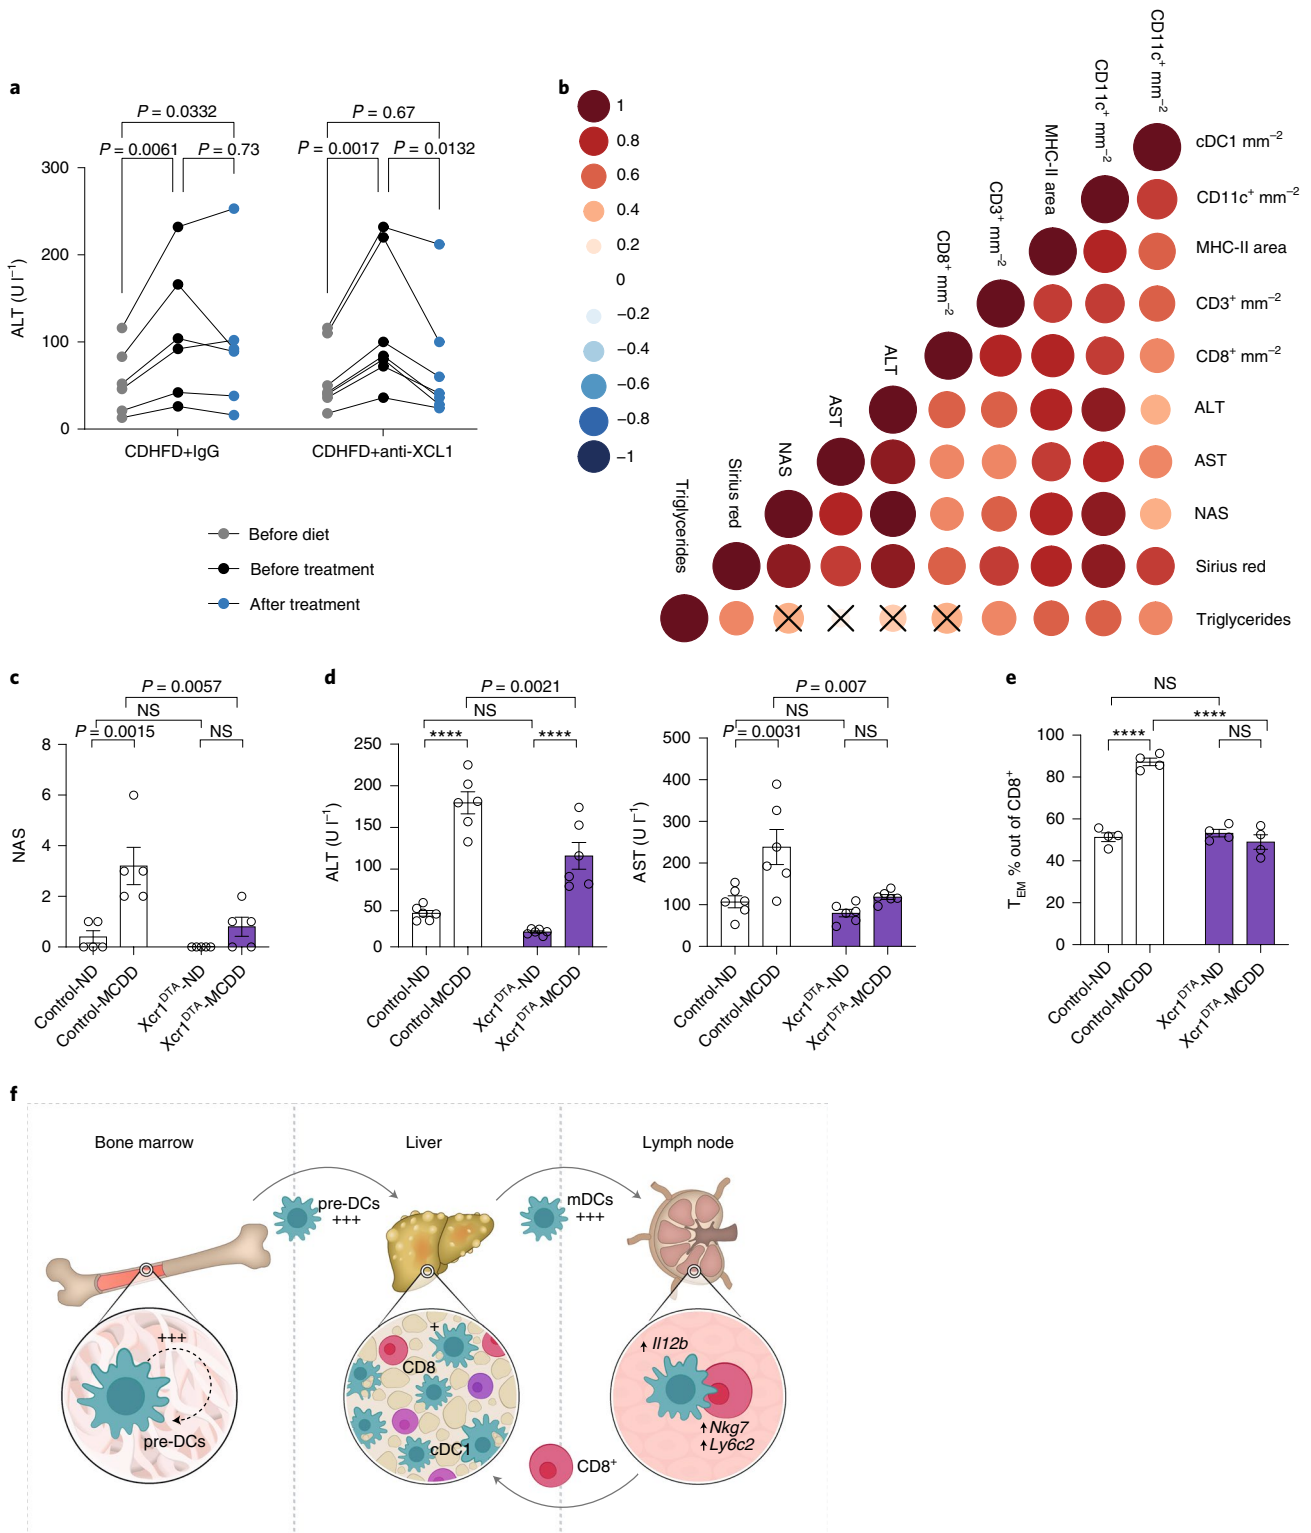 a
P = 0.0332
P = 0.67
P = 0.0061
P = 0.73
P = 0.0017
P = 0.0132
300
200
100
0
ALT (U l⁻¹)
CDHFD+IgG
CDHFD+anti-XCL1
Before diet
Before treatment
After treatment
b
1
0.8
0.6
0.4
0.2
0
−0.2
−0.4
−0.6
−0.8
−1
Triglycerides
Sirius red
NAS
AST
ALT
CD8⁺ mm⁻²
CD3⁺ mm⁻²
MHC-II area
CD11c⁺ mm⁻²
CD11c⁺ mm⁻²
cDC1 mm⁻²
CD11c⁺ mm⁻²
MHC-II area
CD3⁺ mm⁻²
CD8⁺ mm⁻²
ALT
AST
NAS
Sirius red
Triglycerides
c
P = 0.0057
NS
P = 0.0015
NS
8
6
4
2
0
NAS
Control-ND
Control-MCDD
Xcr1ᴰᵀᴬ-ND
Xcr1ᴰᵀᴬ-MCDD
d
P = 0.0021
NS
****
****
250
200
150
100
50
0
ALT (U l⁻¹)
Control-ND
Control-MCDD
Xcr1ᴰᵀᴬ-ND
Xcr1ᴰᵀᴬ-MCDD
P = 0.007
NS
P = 0.0031
NS
500
400
300
200
100
0
AST (U l⁻¹)
Control-ND
Control-MCDD
Xcr1ᴰᵀᴬ-ND
Xcr1ᴰᵀᴬ-MCDD
e
NS
****
****
NS
100
80
60
40
20
0
T_EM % out of CD8⁺
Control-ND
Control-MCDD
Xcr1ᴰᵀᴬ-ND
Xcr1ᴰᵀᴬ-MCDD
f
Bone marrow
Liver
Lymph node
pre-DCs
+++
mDCs
+++
+++
pre-DCs
+
CD8
cDC1
Il12b
Nkg7
Ly6c2
CD8⁺